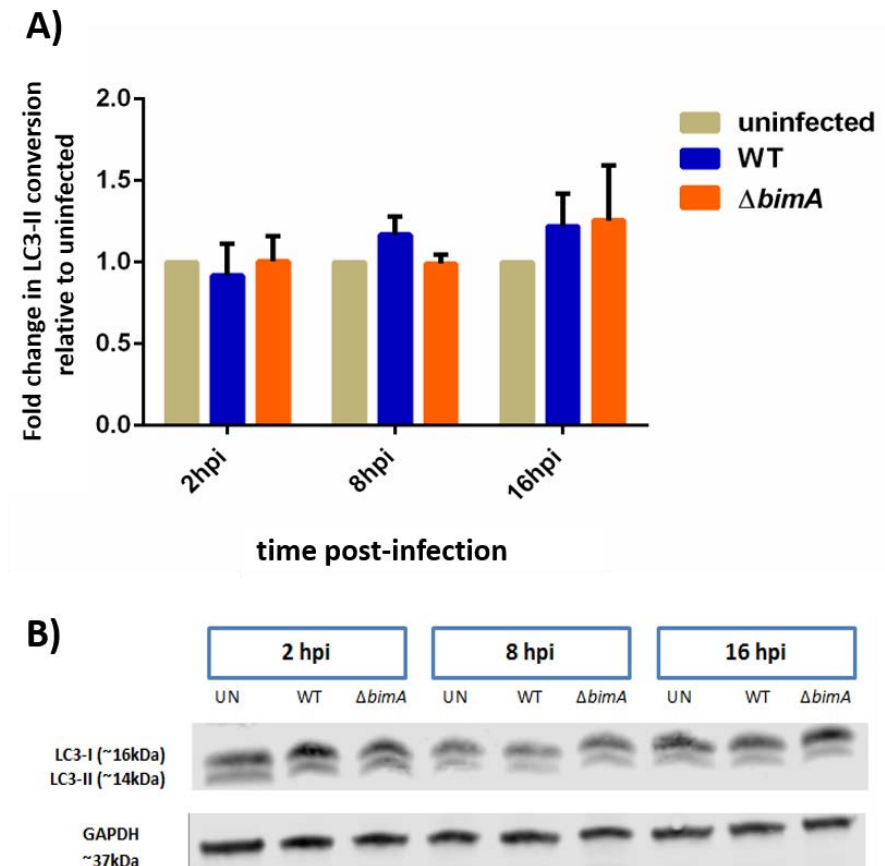 A)
Fold change in LC3-II conversion
relative to uninfected
2.0
1.5
1.0
0.5
0.0
uninfected
WT
ΔbimA
2hpi
8hpi
16hpi
time post-infection
B)
2 hpi 8 hpi 16 hpi
UN WT ΔbimA UN WT ΔbimA UN WT ΔbimA
LC3-I (~16kDa)
LC3-II (~14kDa)
GAPDH
~37kDa